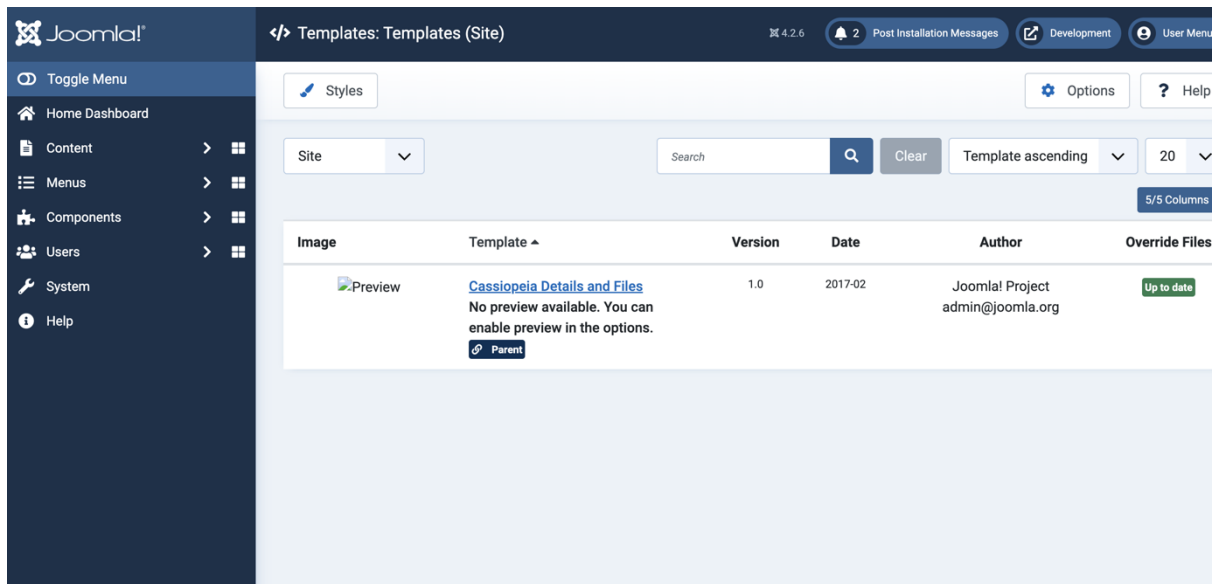 Joomla!®
Templates: Templates (Site)
4.2.6
2 Post Installation Messages
Development
User Menu
Toggle Menu
Home Dashboard
Content
Menus
Components
Users
System
Help
Styles
Options
? Help
Site
Search
Clear
Template ascending
20
5/5 Columns
Image Template Version Date Author Override Files
Preview
Cassiopeia Details and Files
No preview available. You can
enable preview in the options.
Parent
1.0
2017-02
Joomla! Project
admin@joomla.org
Up to date